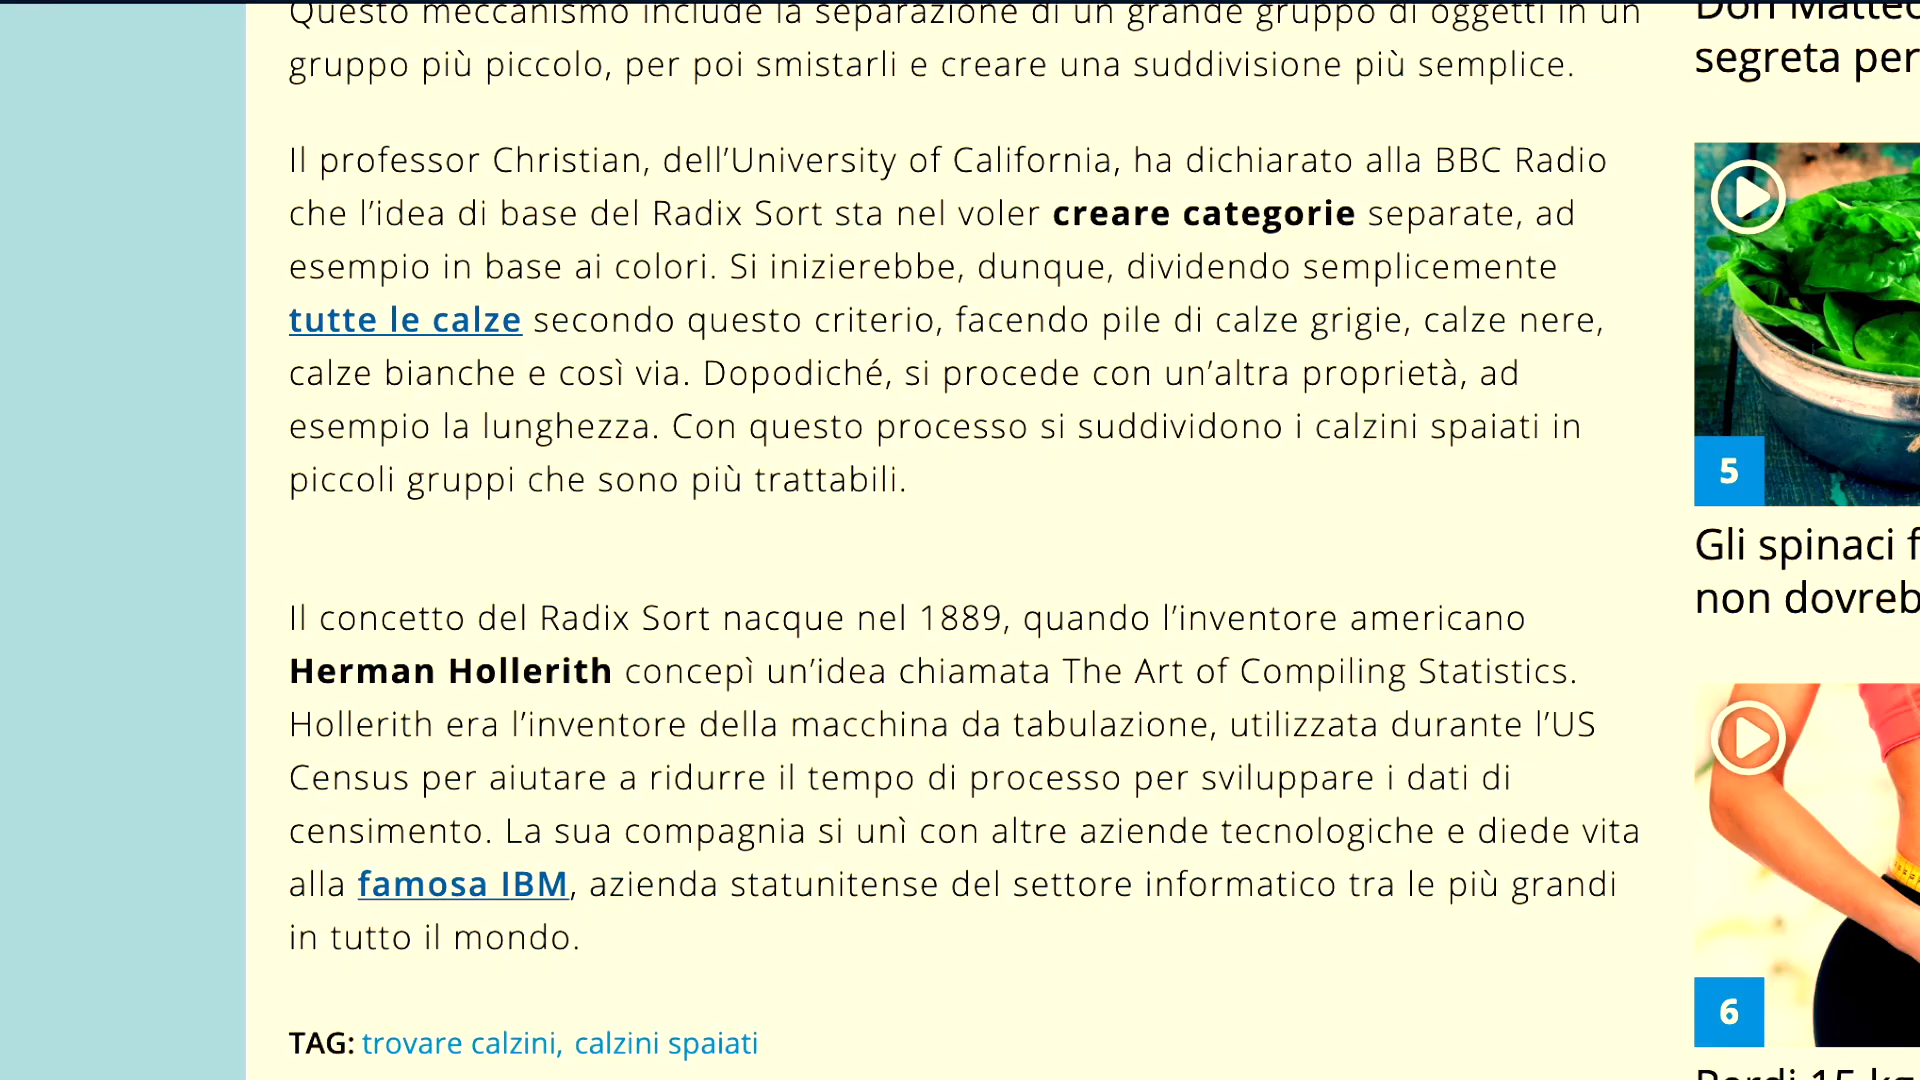 Questo meccanismo include la separazione di un grande gruppo di oggetti in un
gruppo più piccolo, per poi smistarli e creare una suddivisione più semplice.
Il professor Christian, dell’University of California, ha dichiarato alla BBC Radio
che l’idea di base del Radix Sort sta nel voler creare categorie separate, ad
esempio in base ai colori. Si inizierebbe, dunque, dividendo semplicemente
tutte le calze secondo questo criterio, facendo pile di calze grigie, calze nere,
calze bianche e così via. Dopodiché, si procede con un’altra proprietà, ad
esempio la lunghezza. Con questo processo si suddividono i calzini spaiati in
piccoli gruppi che sono più trattabili.
Il concetto del Radix Sort nacque nel 1889, quando l’inventore americano
Herman Hollerith concepì un’idea chiamata The Art of Compiling Statistics.
Hollerith era l’inventore della macchina da tabulazione, utilizzata durante l’US
Census per aiutare a ridurre il tempo di processo per sviluppare i dati di
censimento. La sua compagnia si unì con altre aziende tecnologiche e diede vita
alla famosa IBM, azienda statunitense del settore informatico tra le più grandi
in tutto il mondo.
TAG: trovare calzini, calzini spaiati
Don Matteo
segreta per
5
Gli spinaci f
non dovreb
6
Perdi 15 kg